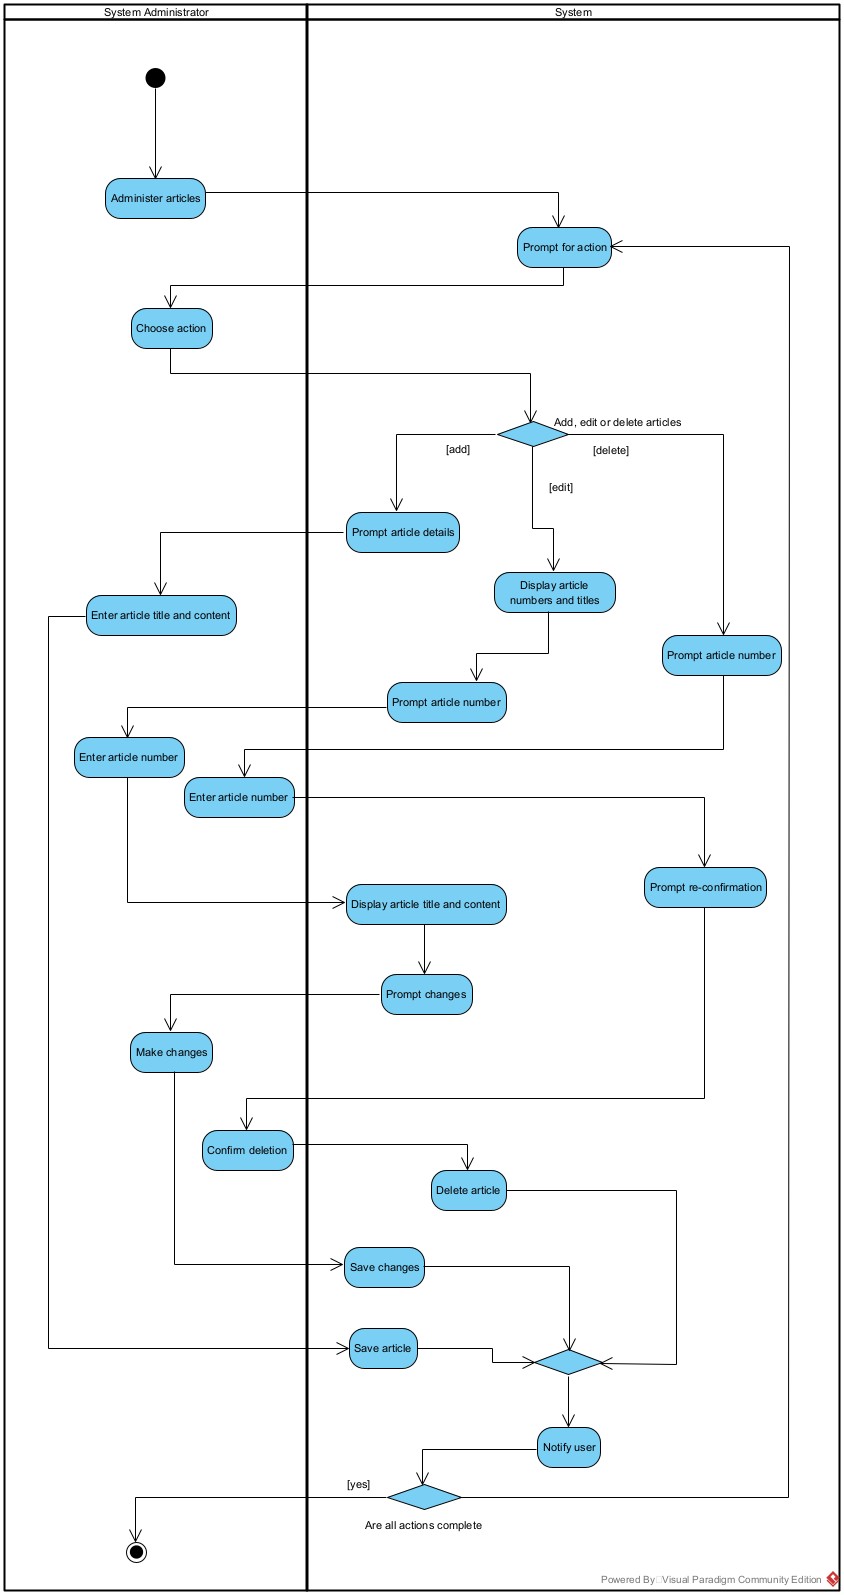 System Administrator
System
Administer articles
Prompt for action
Choose action
Add, edit or delete articles
[add]
[delete]
[edit]
Prompt article details
Display article
numbers and titles
Enter article title and content
Prompt article number
Prompt article number
Enter article number
Enter article number
Prompt re-confirmation
Display article title and content
Prompt changes
Make changes
Confirm deletion
Delete article
Save changes
Save article
Notify user
[yes]
Are all actions complete
Powered By Visual Paradigm Community Edition